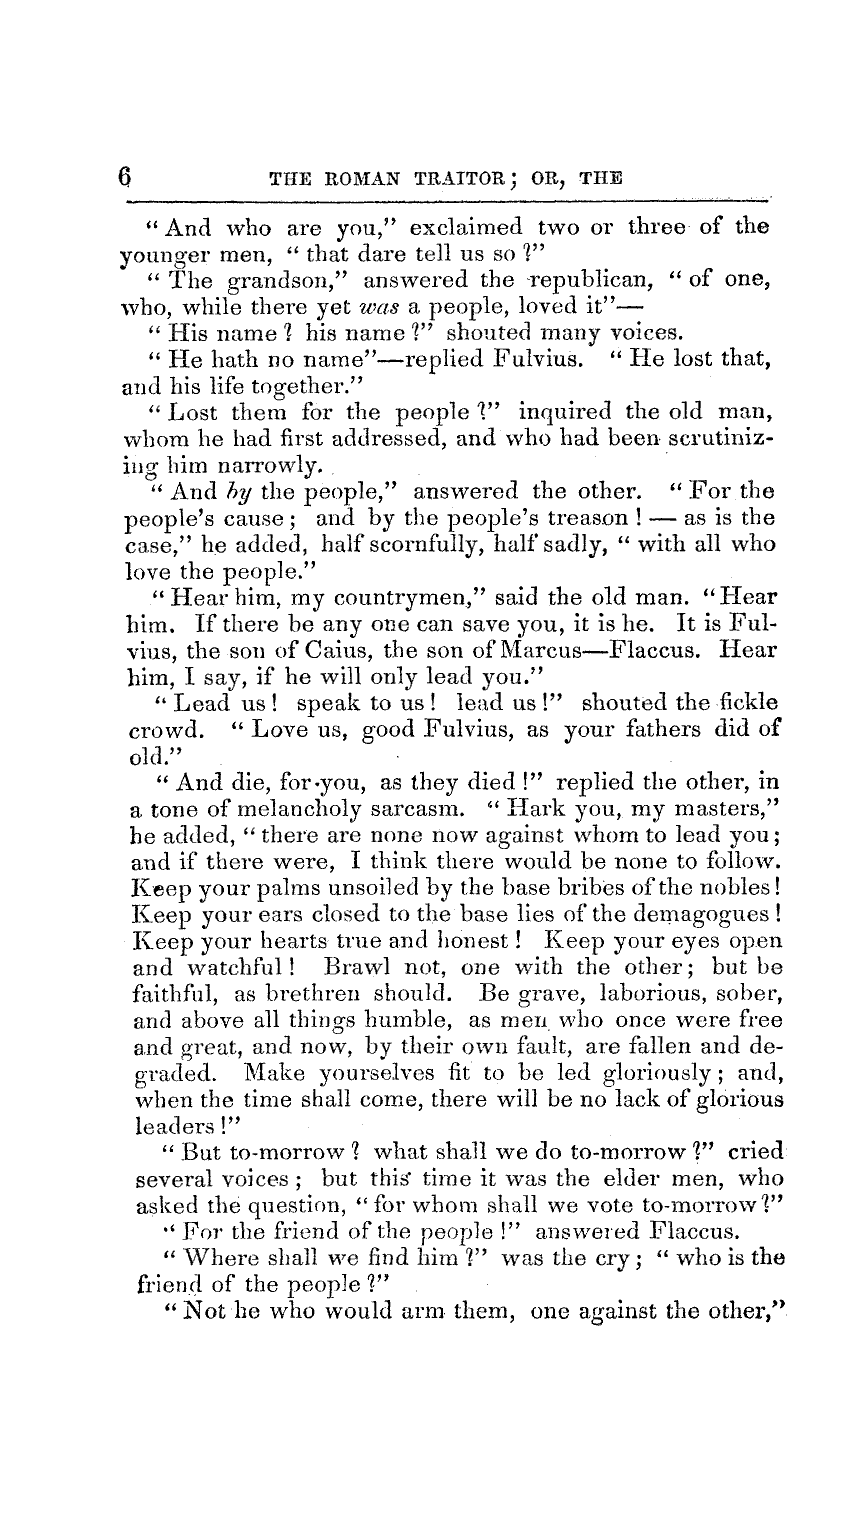 6 THE ROMAN TRAITOR; OR, THE
“And who are you,” exclaimed two or three of the
younger men, “that dare tell us so?”
“The grandson,” answered the republican, “of one,
who, while there yet was a people, loved it”—
“His name? his name?” shouted many voices.
“He hath no name”—replied Fulvius. “He lost that,
and his life together.”
“Lost them for the people?” inquired the old man,
whom he had first addressed, and who had been scrutiniz-
ing him narrowly.
“And by the people,” answered the other. “For the
people's cause; and by the people's treason!—as is the
case,” he added, half scornfully, half sadly, “with all who
love the people.”
“Hear him, my countrymen,” said the old man. “Hear
him. If there be any one can save you, it is he. It is Ful-
vius, the son of Caius, the son of Marcus—Flaccus. Hear
him, I say, if he will only lead you.”
“Lead us! speak to us! lead us!” shouted the fickle
crowd. “Love us, good Fulvius, as your fathers did of
old.”
“And die, for you, as they died!” replied the other, in
a tone of melancholy sarcasm. “Hark you, my masters,”
he added, “there are none now against whom to lead you;
and if there were, I think there would be none to follow.
Keep your palms unsoiled by the base bribes of the nobles!
Keep your ears closed to the base lies of the demagogues!
Keep your hearts true and honest! Keep your eyes open
and watchful! Brawl not, one with the other; but be
faithful, as brethren should. Be grave, laborious, sober,
and above all things humble, as men who once were free
and great, and now, by their own fault, are fallen and de-
graded. Make yourselves fit to be led gloriously; and,
when the time shall come, there will be no lack of glorious
leaders!”
“But to-morrow? what shall we do to-morrow?” cried
several voices; but this time it was the elder men, who
asked the question, “for whom shall we vote to-morrow?”
“For the friend of the people!” answered Flaccus.
“Where shall we find him?” was the cry; “who is the
friend of the people?”
“Not he who would arm them, one against the other,”